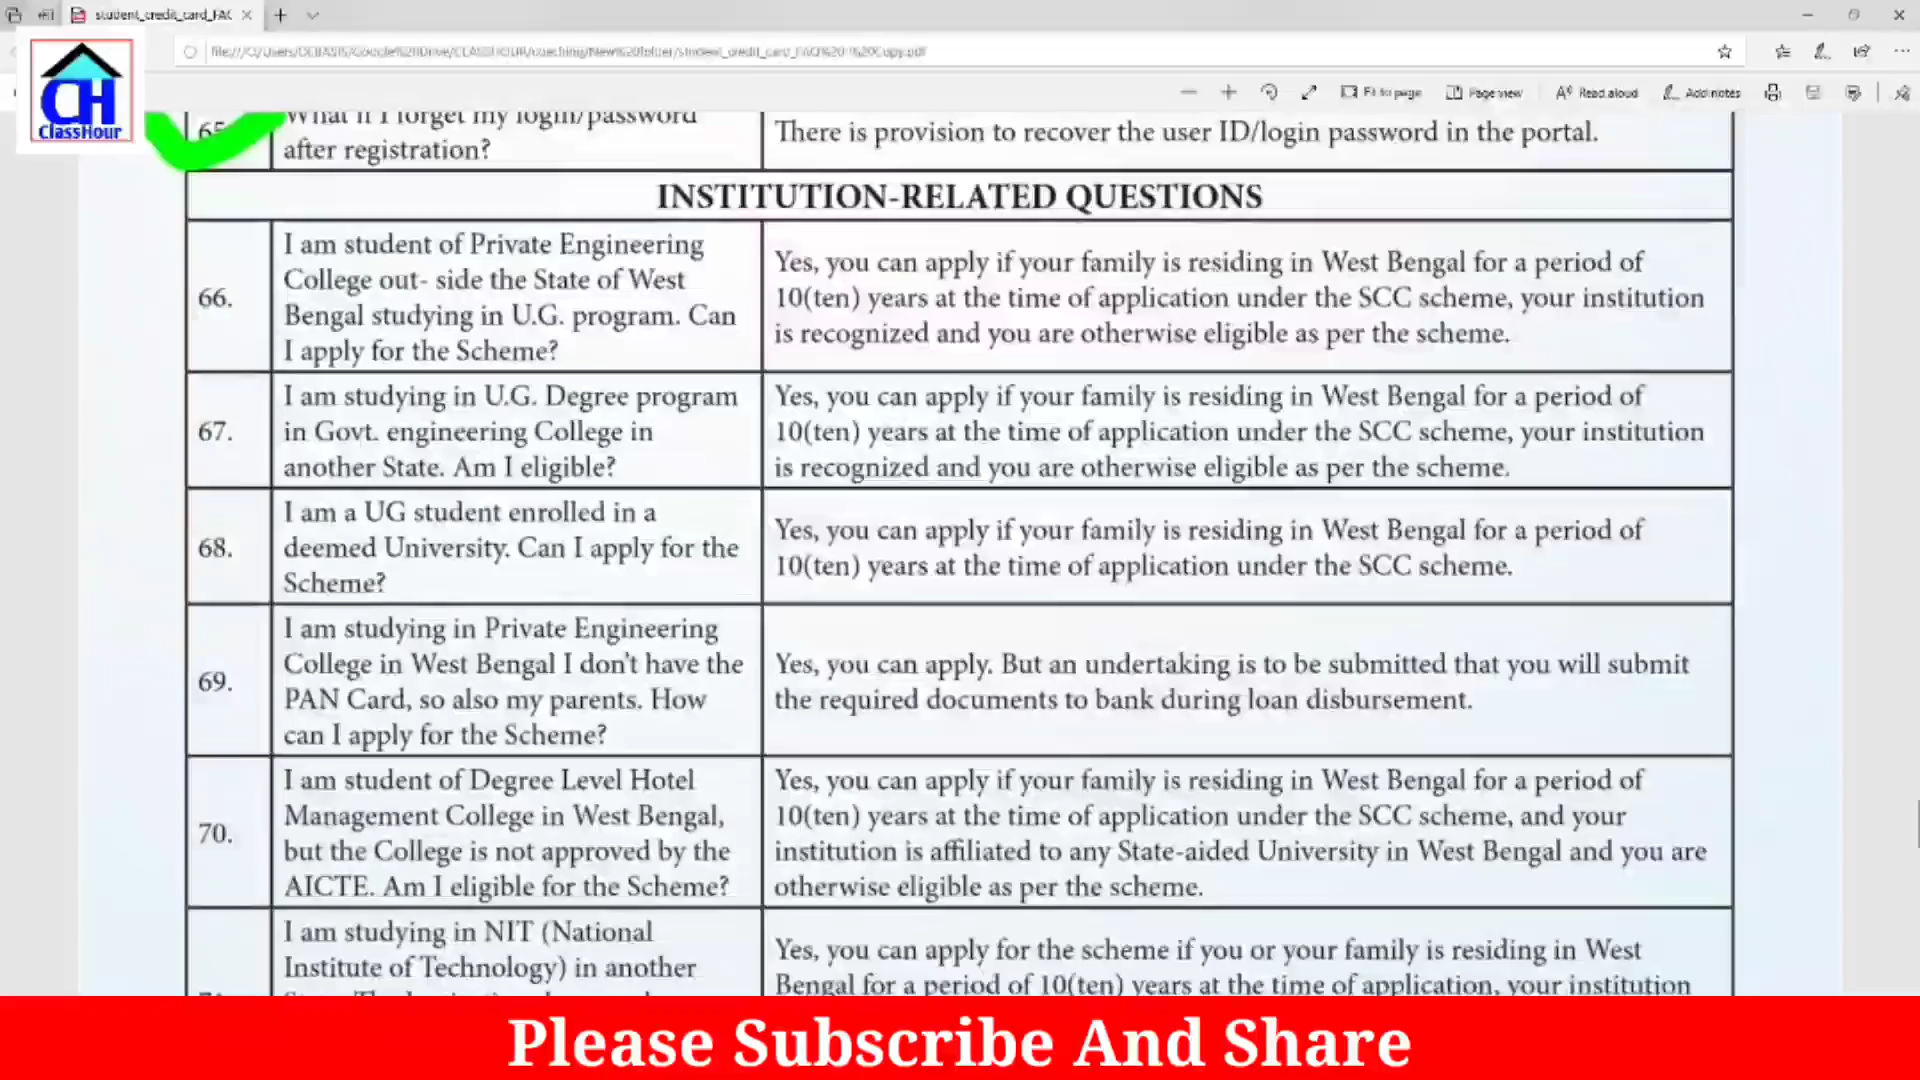 student_credit_card_FAQ
CH
ClassHour
Fit to page
Page view
Read aloud
Add notes
65
What if I forget my login/password
after registration?
There is provision to recover the user ID/login password in the portal.
INSTITUTION-RELATED QUESTIONS
66.
I am student of Private Engineering
College out- side the State of West
Bengal studying in U.G. program. Can
I apply for the Scheme?
Yes, you can apply if your family is residing in West Bengal for a period of
10(ten) years at the time of application under the SCC scheme, your institution
is recognized and you are otherwise eligible as per the scheme.
67.
I am studying in U.G. Degree program
in Govt. engineering College in
another State. Am I eligible?
Yes, you can apply if your family is residing in West Bengal for a period of
10(ten) years at the time of application under the SCC scheme, your institution
is recognized and you are otherwise eligible as per the scheme.
68.
I am a UG student enrolled in a
deemed University. Can I apply for the
Scheme?
Yes, you can apply if your family is residing in West Bengal for a period of
10(ten) years at the time of application under the SCC scheme.
69.
I am studying in Private Engineering
College in West Bengal I don't have the
PAN Card, so also my parents. How
can I apply for the Scheme?
Yes, you can apply. But an undertaking is to be submitted that you will submit
the required documents to bank during loan disbursement.
70.
I am student of Degree Level Hotel
Management College in West Bengal,
but the College is not approved by the
AICTE. Am I eligible for the Scheme?
Yes, you can apply if your family is residing in West Bengal for a period of
10(ten) years at the time of application under the SCC scheme, and your
institution is affiliated to any State-aided University in West Bengal and you are
otherwise eligible as per the scheme.
I am studying in NIT (National
Institute of Technology) in another
Yes, you can apply for the scheme if you or your family is residing in West
Bengal for a period of 10(ten) years at the time of application, your institution
Please Subscribe And Share